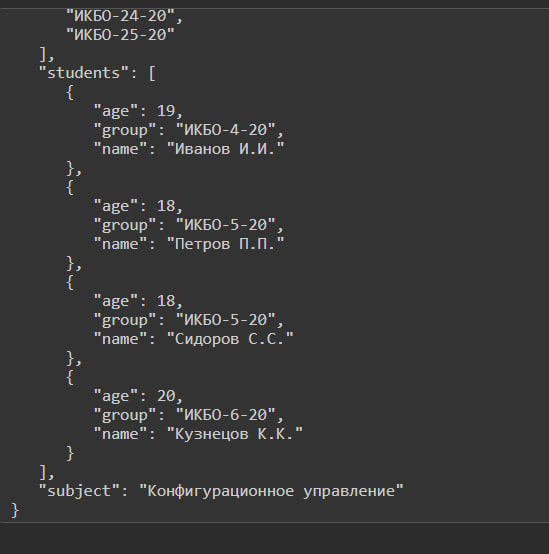 "ИКБО-24-20",
"ИКБО-25-20"
],
"students": [
{
"age": 19,
"group": "ИКБО-4-20",
"name": "Иванов И.И."
},
{
"age": 18,
"group": "ИКБО-5-20",
"name": "Петров П.П."
},
{
"age": 18,
"group": "ИКБО-5-20",
"name": "Сидоров С.С."
},
{
"age": 20,
"group": "ИКБО-6-20",
"name": "Кузнецов К.К."
}
],
"subject": "Конфигурационное управление"
}